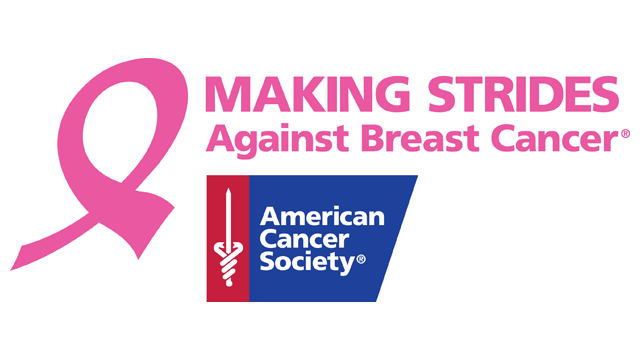 MAKING STRIDES
Against Breast Cancer®
American
Cancer
Society®